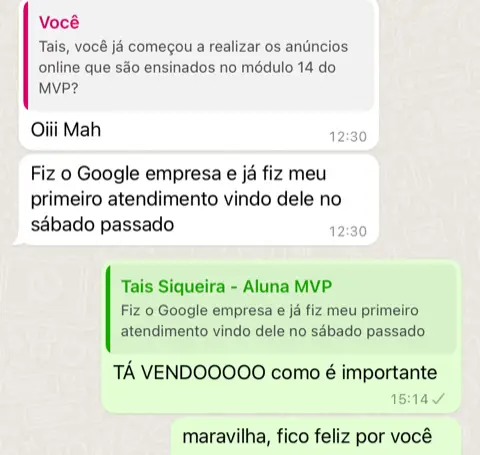 Você
Tais, você já começou a realizar os anúncios
online que são ensinados no módulo 14 do
MVP?
Oiii Mah
12:30
Fiz o Google empresa e já fiz meu
primeiro atendimento vindo dele no
sábado passado
12:30
Tais Siqueira - Aluna MVP
Fiz o Google empresa e já fiz meu primeiro
atendimento vindo dele no sábado passado
TÁ VENDOOOOO como é importante
15:14
maravilha, fico feliz por você